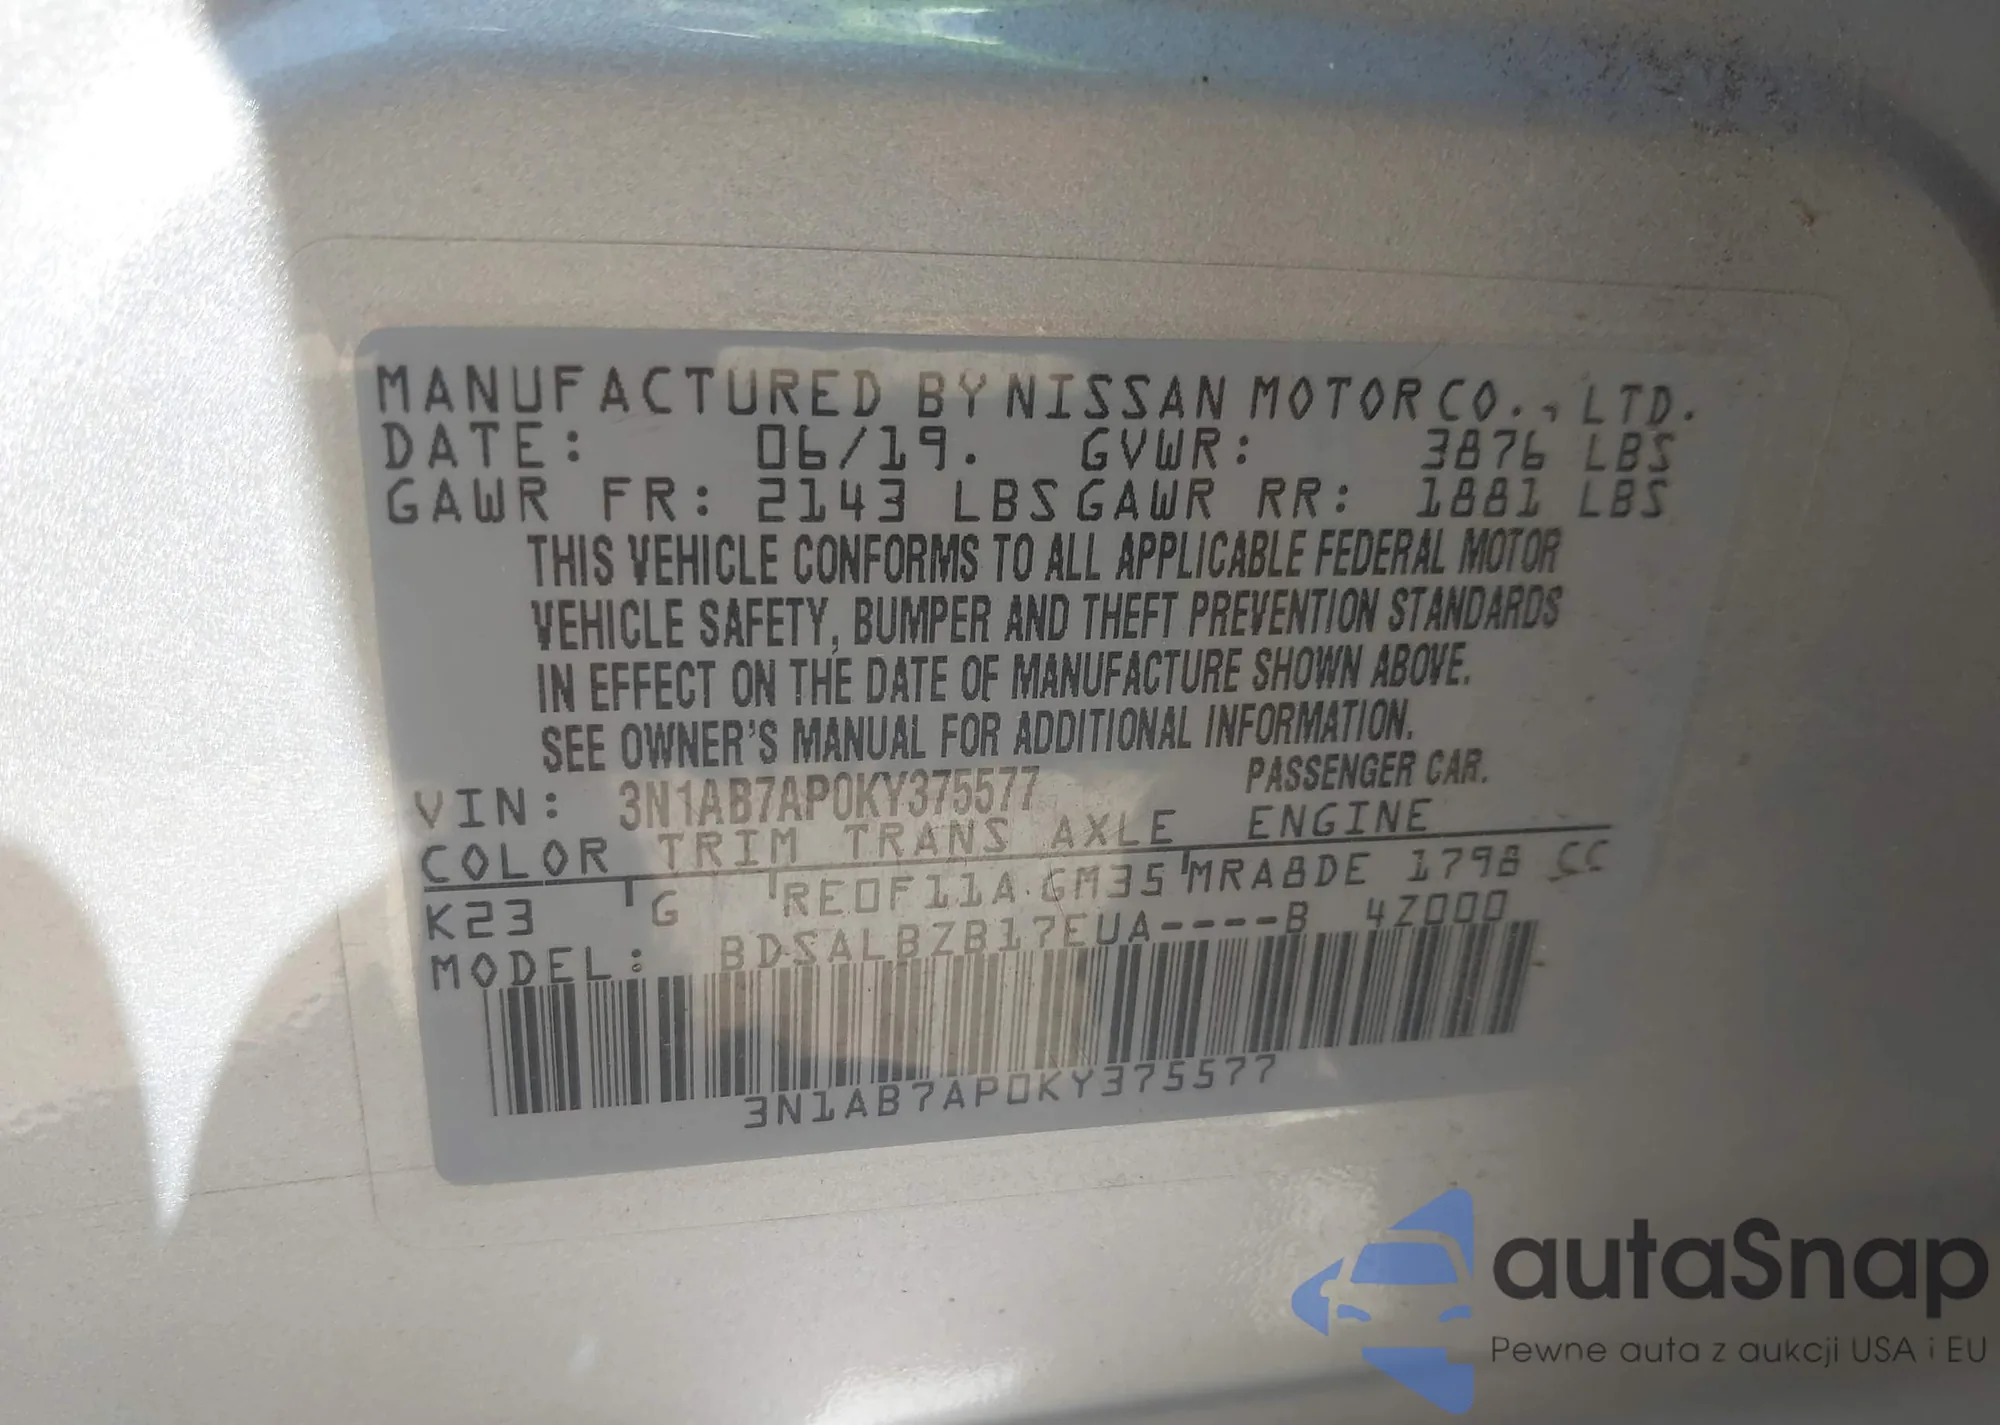 MANUFACTURED BY NISSAN MOTOR CO., LTD.
DATE: 06/19. GVWR: 3876 LBS
GAWR FR: 2143 LBS GAWR RR: 1881 LBS
THIS VEHICLE CONFORMS TO ALL APPLICABLE FEDERAL MOTOR
VEHICLE SAFETY, BUMPER AND THEFT PREVENTION STANDARDS
IN EFFECT ON THE DATE OF MANUFACTURE SHOWN ABOVE.
SEE OWNER'S MANUAL FOR ADDITIONAL INFORMATION.
VIN: 3N1AB7AP0KY375577 PASSENGER CAR.
COLOR TRIM TRANS AXLE ENGINE
K23 G RE0F11A GM35 MRA8DE 1798 CC
MODEL: BDSALBZB17EUA----B 4Z000
3N1AB7AP0KY375577
autaSnap
Pewne auta z aukcji USA i EU